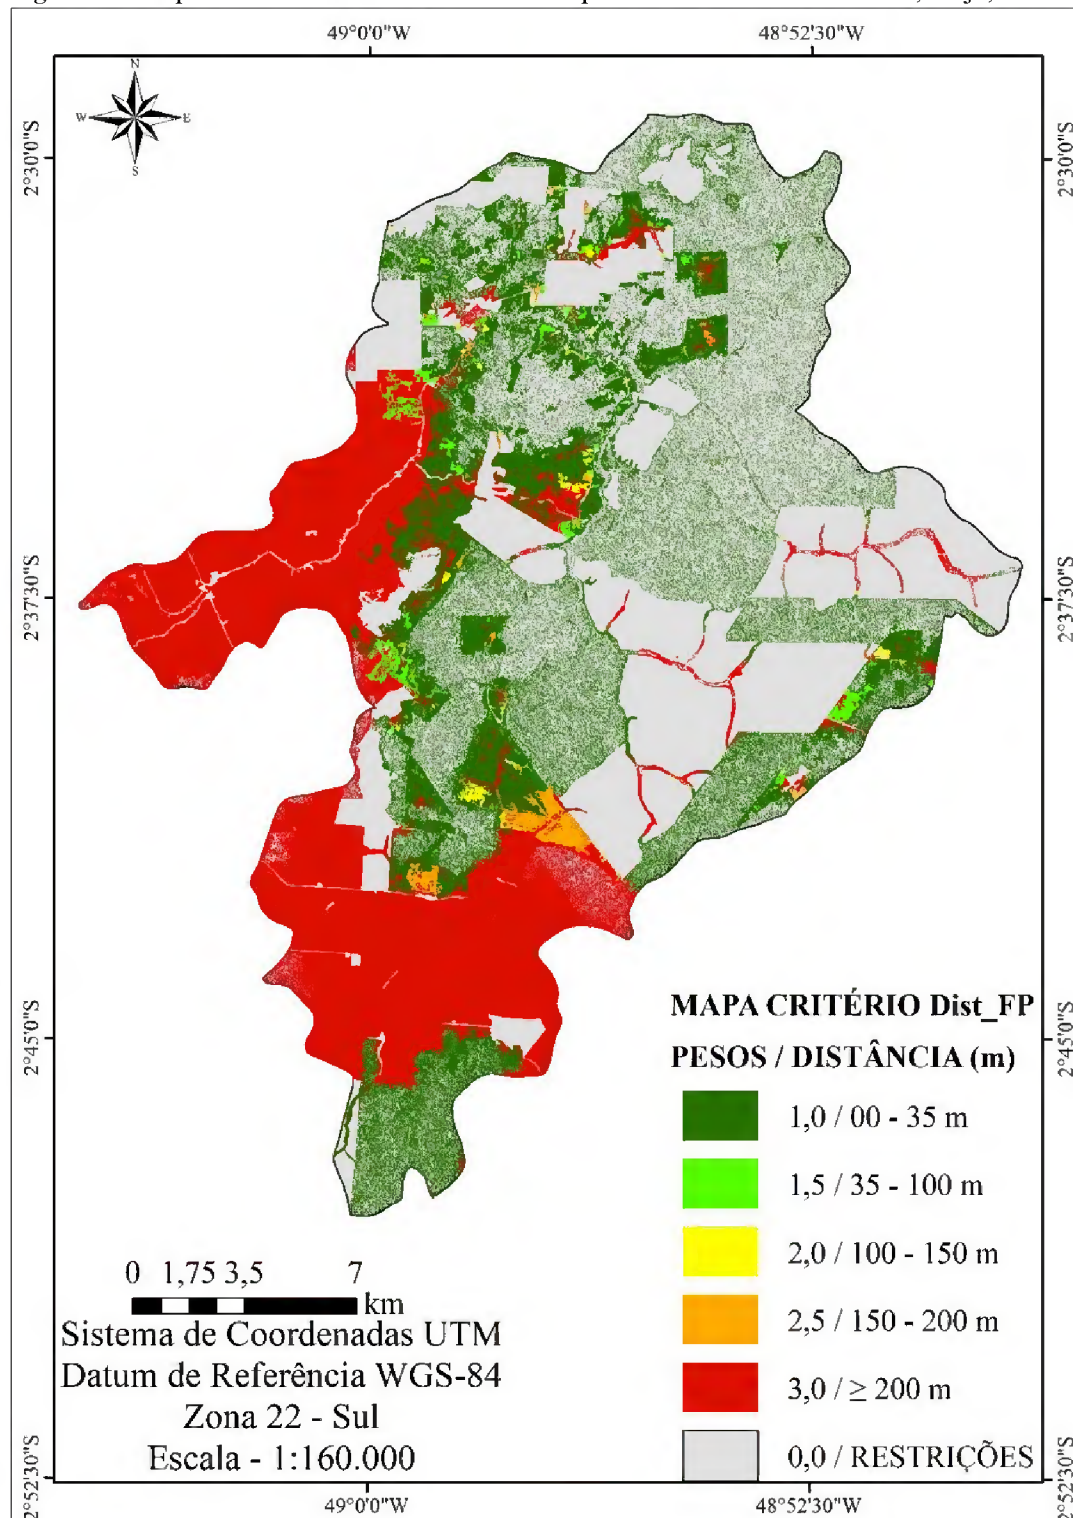 49°0'0"W
48°52'30"W
N
W
E
S
2°30'0"S
2°30'0"S
2°37'30"S
2°37'30"S
2°45'0"S
2°45'0"S
2°52'30"S
2°52'30"S
MAPA CRITÉRIO Dist_FP
PESOS / DISTÂNCIA (m)
1,0 / 00 - 35 m
1,5 / 35 - 100 m
2,0 / 100 - 150 m
2,5 / 150 - 200 m
3,0 / ≥ 200 m
0,0 / RESTRIÇÕES
0 1,75 3,5 7
km
Sistema de Coordenadas UTM
Datum de Referência WGS-84
Zona 22 - Sul
Escala - 1:160.000
49°0'0"W
48°52'30"W